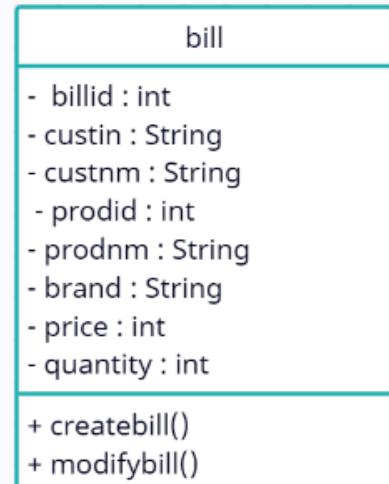 bill
- billid : int
- custin : String
- custnm : String
- prodid : int
- prodnm : String
- brand : String
- price : int
- quantity : int
+ createbill()
+ modifybill()